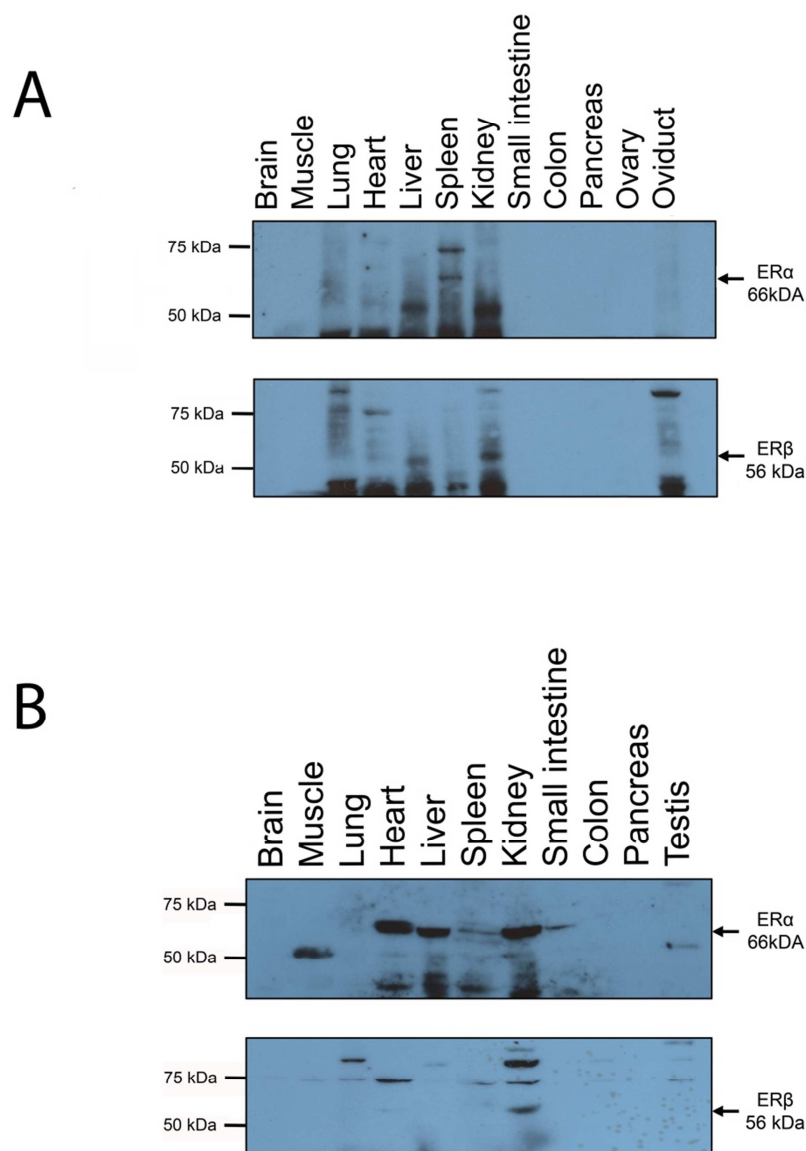 A
Brain
Muscle
Lung
Heart
Liver
Spleen
Kidney
Small intestine
Colon
Pancreas
Ovary
Oviduct
75 kDa
50 kDa
ERα
66kDA
75 kDa
50 kDa
ERβ
56 kDa
B
Brain
Muscle
Lung
Heart
Liver
Spleen
Kidney
Small intestine
Colon
Pancreas
Testis
75 kDa
50 kDa
ERα
66kDA
75 kDa
50 kDa
ERβ
56 kDa